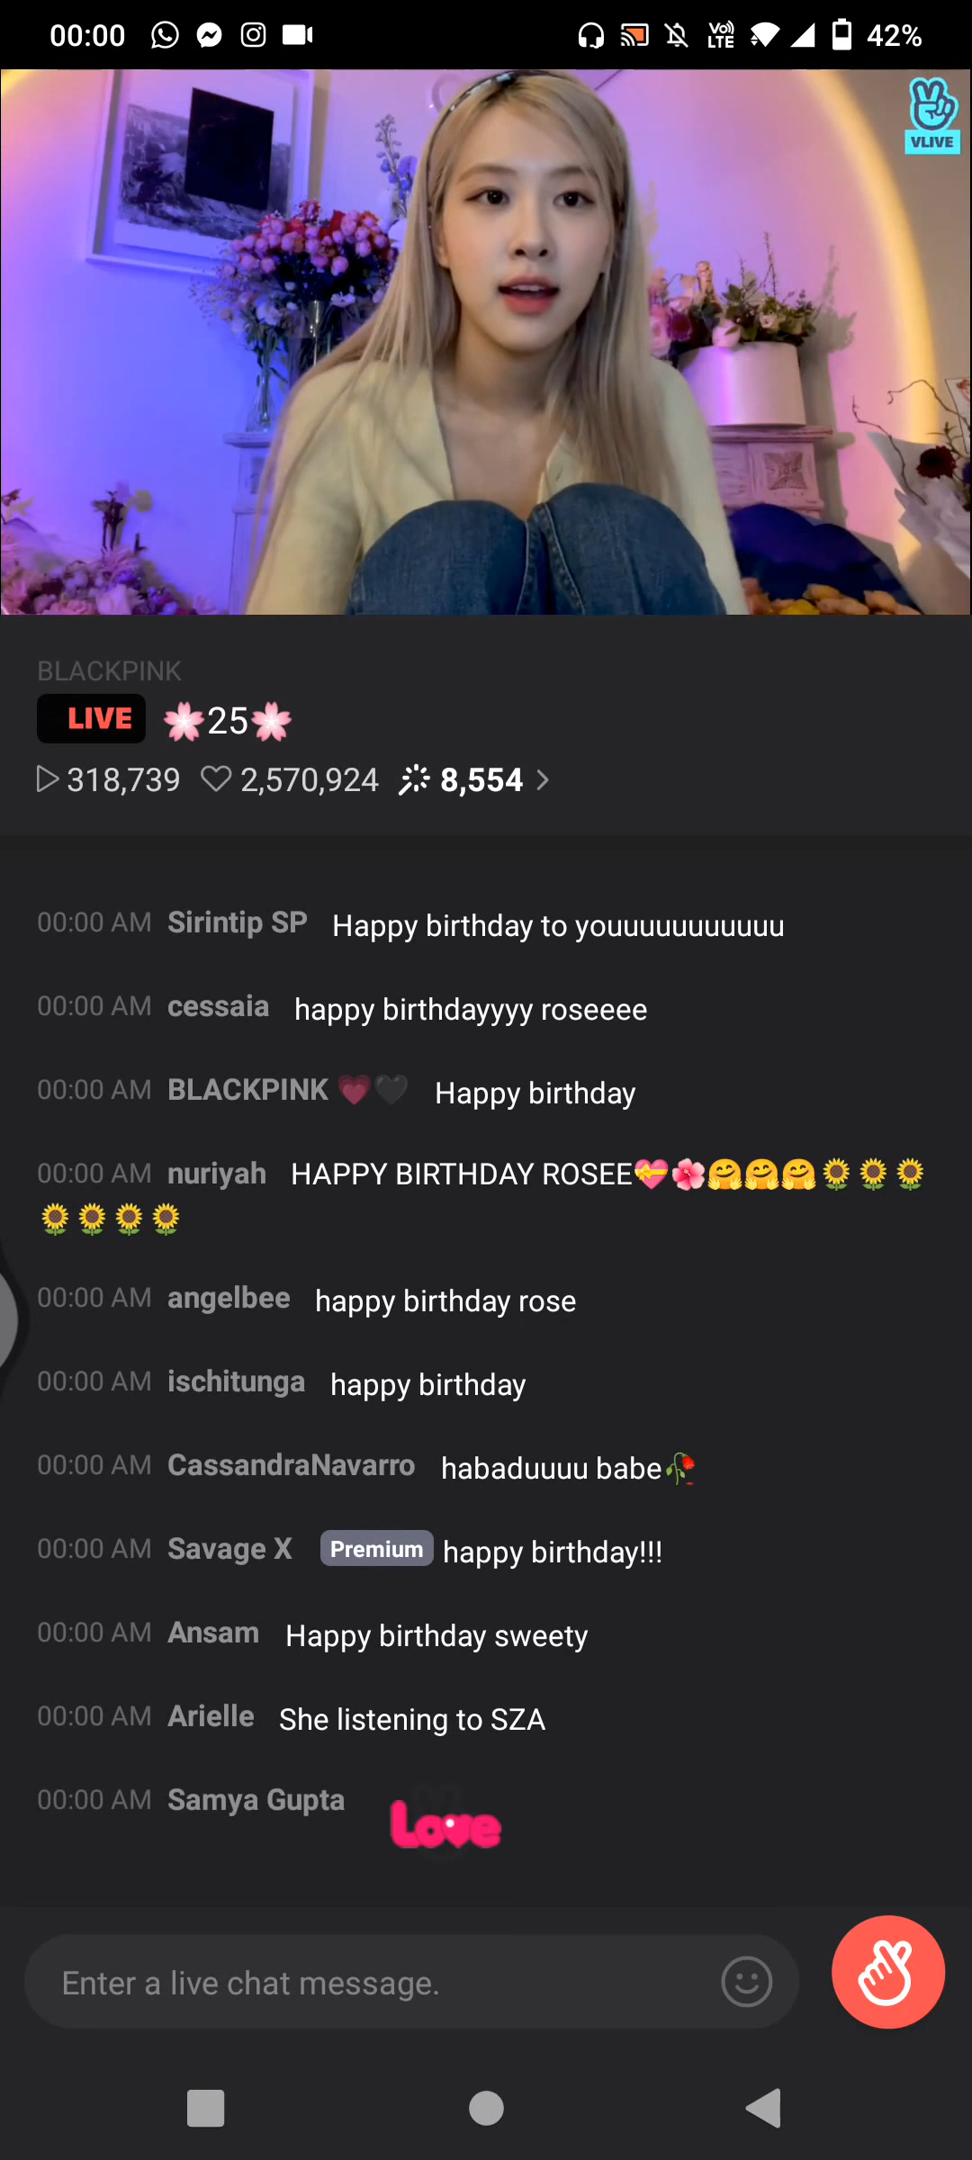 00:00 VoLTE 42%
VLIVE
BLACKPINK
LIVE 🌸25🌸
318,739 2,570,924 8,554
00:00 AM Sirintip SP Happy birthday to youuuuuuuuuuu
00:00 AM cessaia happy birthdayyyy roseeee
00:00 AM BLACKPINK 💗🖤 Happy birthday
00:00 AM nuriyah HAPPY BIRTHDAY ROSEE💝🌺🤗🤗🤗🌻🌻🌻
🌻🌻🌻🌻
00:00 AM angelbee happy birthday rose
00:00 AM ischitunga happy birthday
00:00 AM CassandraNavarro habaduuuu babe🥀
00:00 AM Savage X Premium happy birthday!!!
00:00 AM Ansam Happy birthday sweety
00:00 AM Arielle She listening to SZA
00:00 AM Samya Gupta Love
Enter a live chat message.